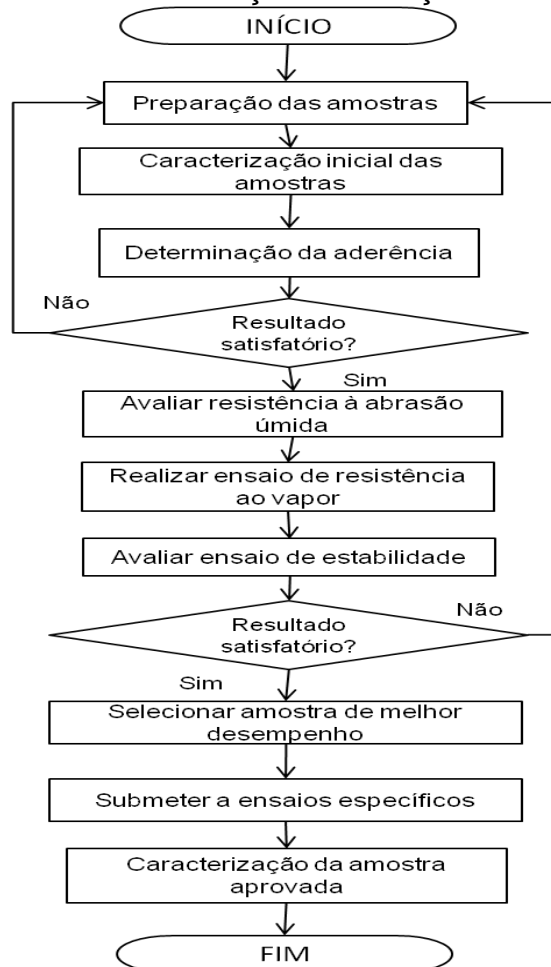 INÍCIO
Preparação das amostras
Caracterização inicial das
amostras
Determinação da aderência
Não
Resultado
satisfatório?
Sim
Avaliar resistência à abrasão
úmida
Realizar ensaio de resistência
ao vapor
Avaliar ensaio de estabilidade
Não
Resultado
satisfatório?
Sim
Selecionar amostra de melhor
desempenho
Submeter a ensaios específicos
Caracterização da amostra
aprovada
FIM